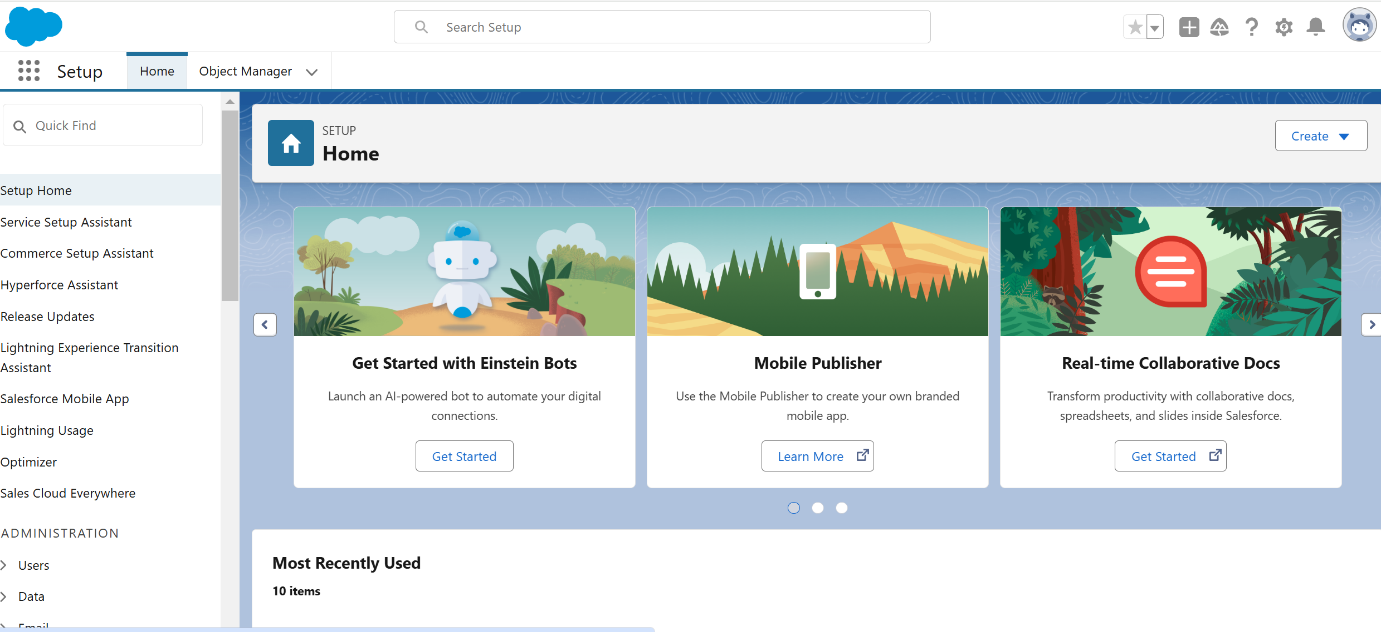 Search Setup
Setup
Home
Object Manager
Quick Find
Setup Home
Service Setup Assistant
Commerce Setup Assistant
Hyperforce Assistant
Release Updates
Lightning Experience Transition
Assistant
Salesforce Mobile App
Lightning Usage
Optimizer
Sales Cloud Everywhere
ADMINISTRATION
Users
Data
Email
SETUP
Home
Create
Get Started with Einstein Bots
Launch an AI-powered bot to automate your digital
connections.
Get Started
Mobile Publisher
Use the Mobile Publisher to create your own branded
mobile app.
Learn More
Real-time Collaborative Docs
Transform productivity with collaborative docs,
spreadsheets, and slides inside Salesforce.
Get Started
Most Recently Used
10 items